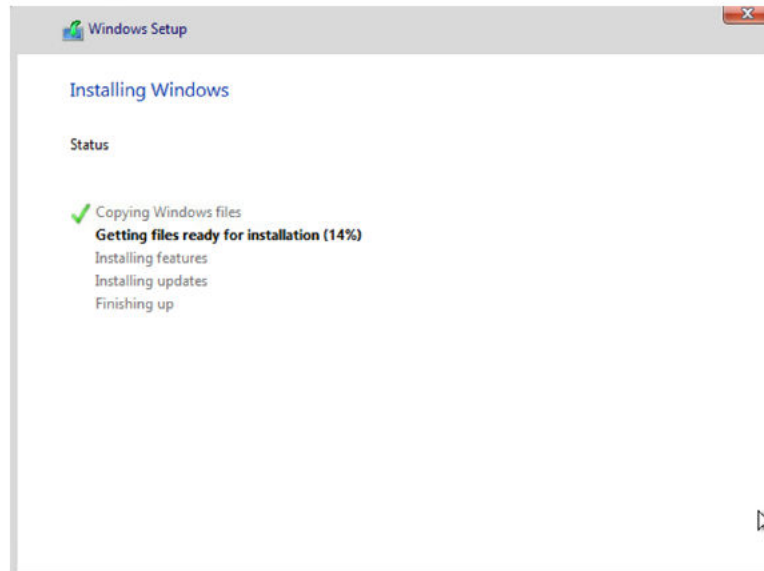 Windows Setup
Installing Windows
Status
Copying Windows files
Getting files ready for installation (14%)
Installing features
Installing updates
Finishing up